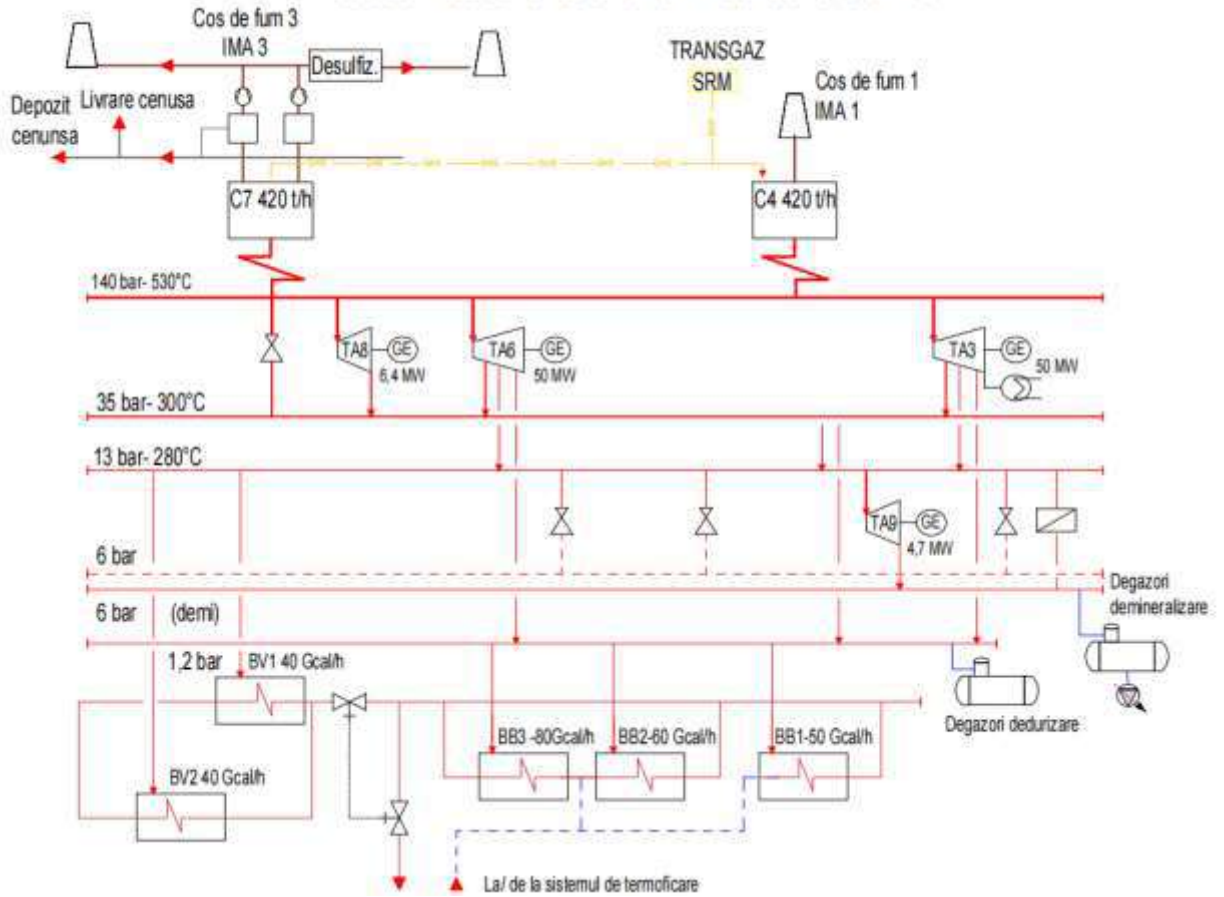 Cos de fum 3
IMA 3
Desulfiz.
TRANSGAZ
SRM
Cos de fum 1
IMA 1
Depozit
cenunsa
Livrare cenusa
C7 420 t/h
C4 420 t/h
140 bar- 530°C
TA8
GE
6,4 MW
TA6
GE
50 MW
TA3
GE
50 MW
35 bar- 300°C
13 bar- 280°C
TA9
GE
4,7 MW
6 bar
6 bar (demi)
Degazori
demineralizare
1,2 bar
BV1 40 Gcal/h
Degazori dedurizare
BB3 -80Gcal/h
BB2-60 Gcal/h
BB1-50 Gcal/h
BV2 40 Gcal/h
La/ de la sistemul de termoficare